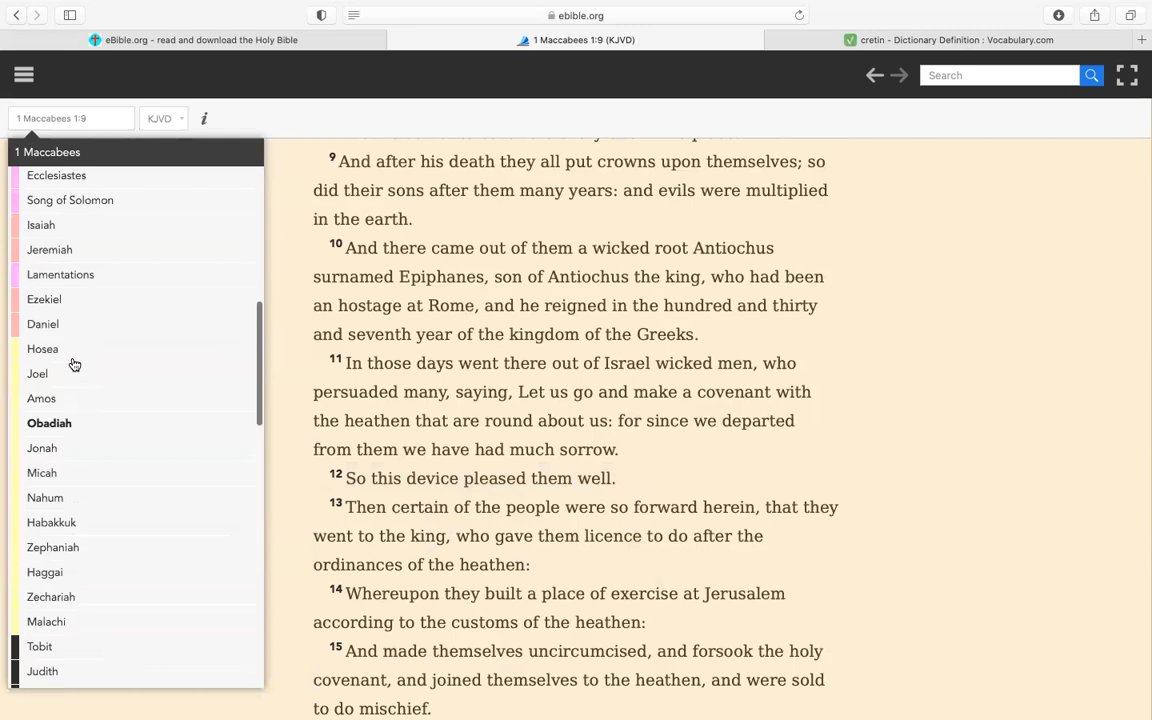 ebible.org
eBible.org - read and download the Holy Bible
1 Maccabees 1:9 (KJVD)
cretin - Dictionary Definition : Vocabulary.com
Search
1 Maccabees 1:9
KJVD
i
1 Maccabees
Ecclesiastes
Song of Solomon
Isaiah
Jeremiah
Lamentations
Ezekiel
Daniel
Hosea
Joel
Amos
Obadiah
Jonah
Micah
Nahum
Habakkuk
Zephaniah
Haggai
Zechariah
Malachi
Tobit
Judith
9 And after his death they all put crowns upon themselves; so
did their sons after them many years: and evils were multiplied
in the earth.
10 And there came out of them a wicked root Antiochus
surnamed Epiphanes, son of Antiochus the king, who had been
an hostage at Rome, and he reigned in the hundred and thirty
and seventh year of the kingdom of the Greeks.
11 In those days went there out of Israel wicked men, who
persuaded many, saying, Let us go and make a covenant with
the heathen that are round about us: for since we departed
from them we have had much sorrow.
12 So this device pleased them well.
13 Then certain of the people were so forward herein, that they
went to the king, who gave them licence to do after the
ordinances of the heathen:
14 Whereupon they built a place of exercise at Jerusalem
according to the customs of the heathen:
15 And made themselves uncircumcised, and forsook the holy
covenant, and joined themselves to the heathen, and were sold
to do mischief.